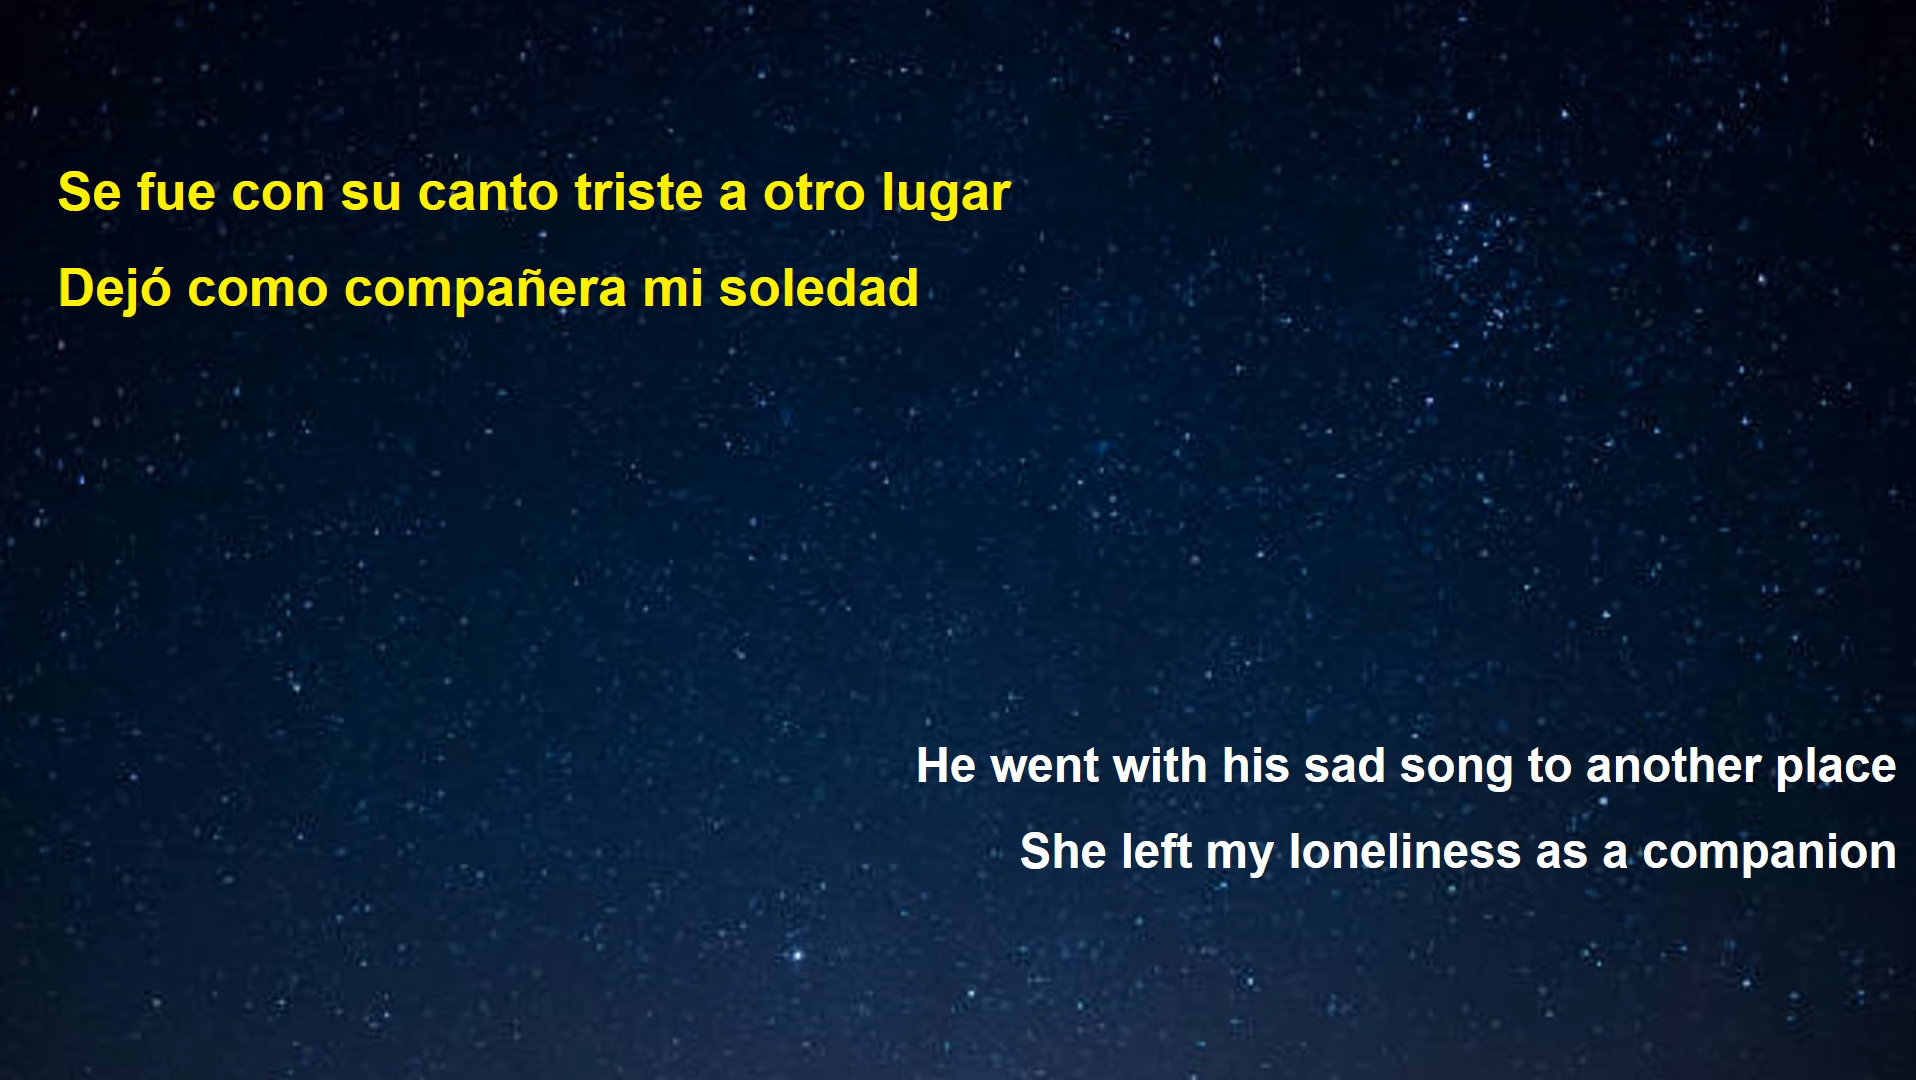 Se fue con su canto triste a otro lugar
Dejó como compañera mi soledad
He went with his sad song to another place
She left my loneliness as a companion